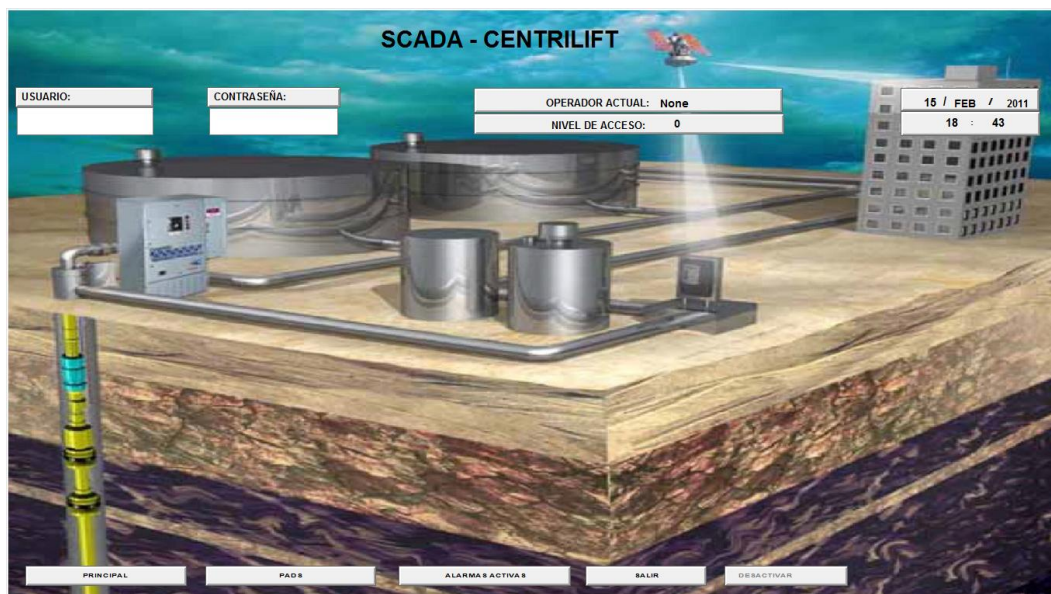 SCADA - CENTRILIFT
USUARIO:
CONTRASEÑA:
OPERADOR ACTUAL: None
NIVEL DE ACCESO: 0
15 / FEB / 2011
18 : 43
PRINCIPAL
PADS
ALARMAS ACTIVAS
SALIR
DESACTIVAR